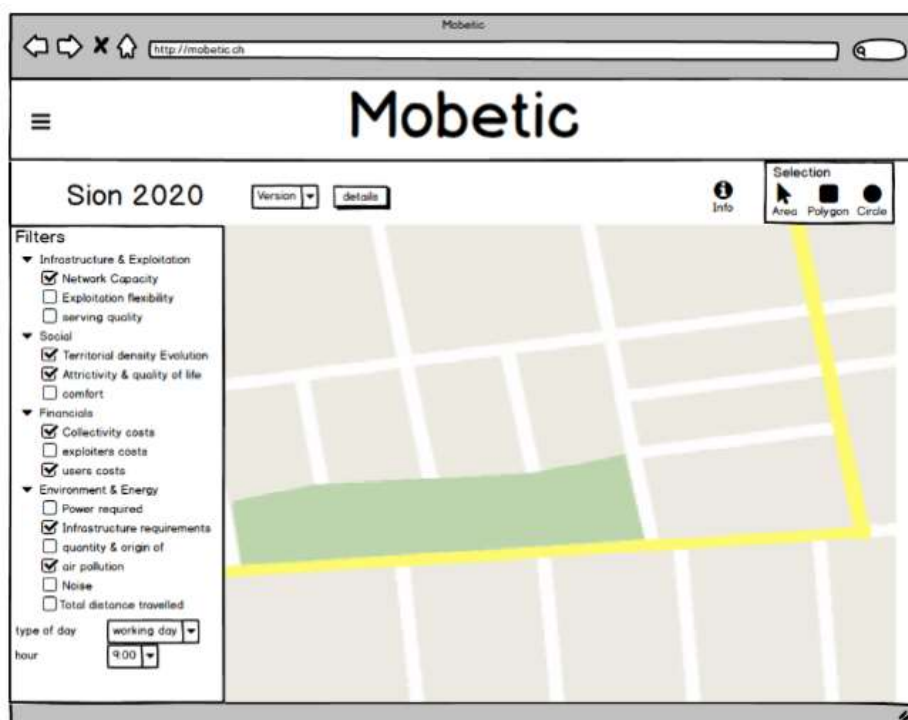 Mobetic
http://mobetic.ch
Mobetic
Sion 2020
Version
details
Info
Selection
Area Polygon Circle
Filters
Infrastructure & Exploitation
Network Capacity
Exploitation flexibility
serving quality
Social
Territorial density Evolution
Attrictivity & quality of life
comfort
Financials
Collectivity costs
exploiters costs
users costs
Environment & Energy
Power required
Infrastructure requirements
quantity & origin of
air pollution
Noise
Total distance travelled
type of day working day
hour 9:00